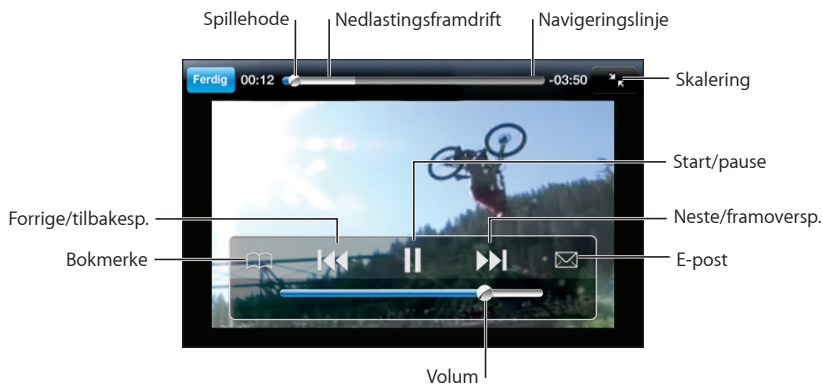 Spillehode Nedlastingsframdrift Navigeringslinje
Ferdig 00:12 -03:50 Skalering
Start/pause
Forrige/tilbakesp. Neste/framoversp.
Bokmerke E-post
Volum